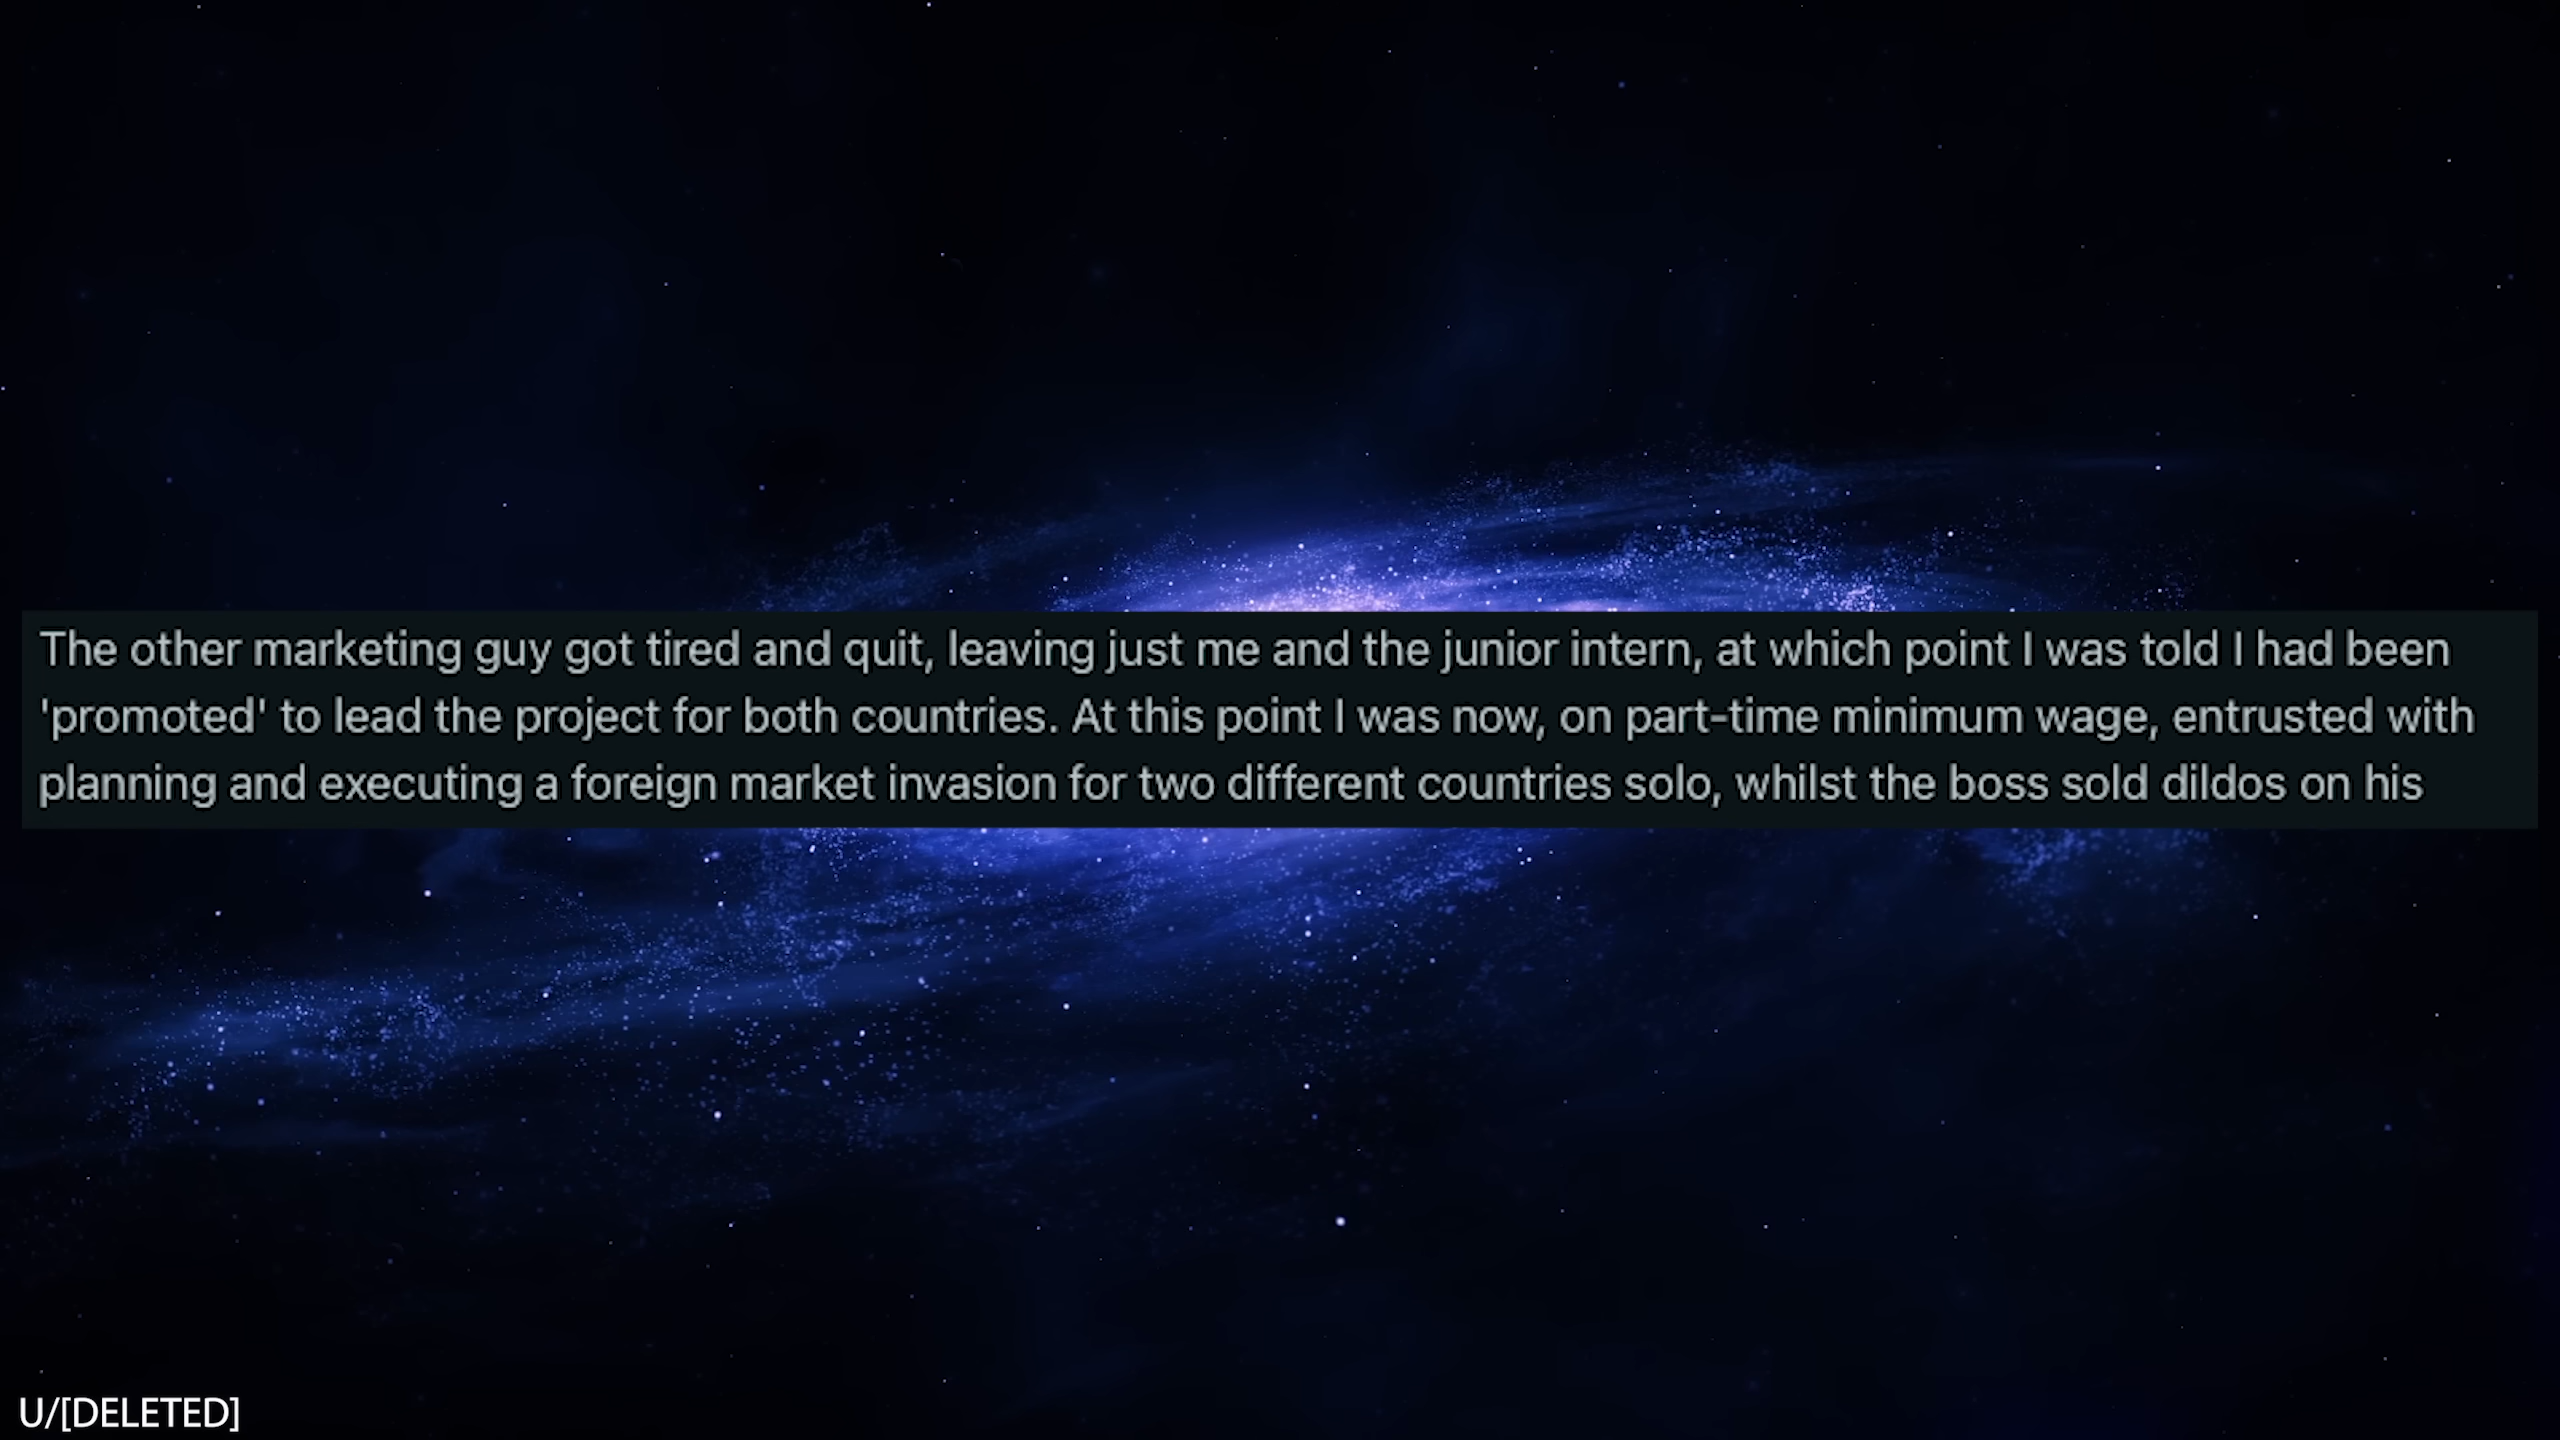 The other marketing guy got tired and quit, leaving just me and the junior intern, at which point I was told I had been
'promoted' to lead the project for both countries. At this point I was now, on part-time minimum wage, entrusted with
planning and executing a foreign market invasion for two different countries solo, whilst the boss sold dildos on his
U/[DELETED]